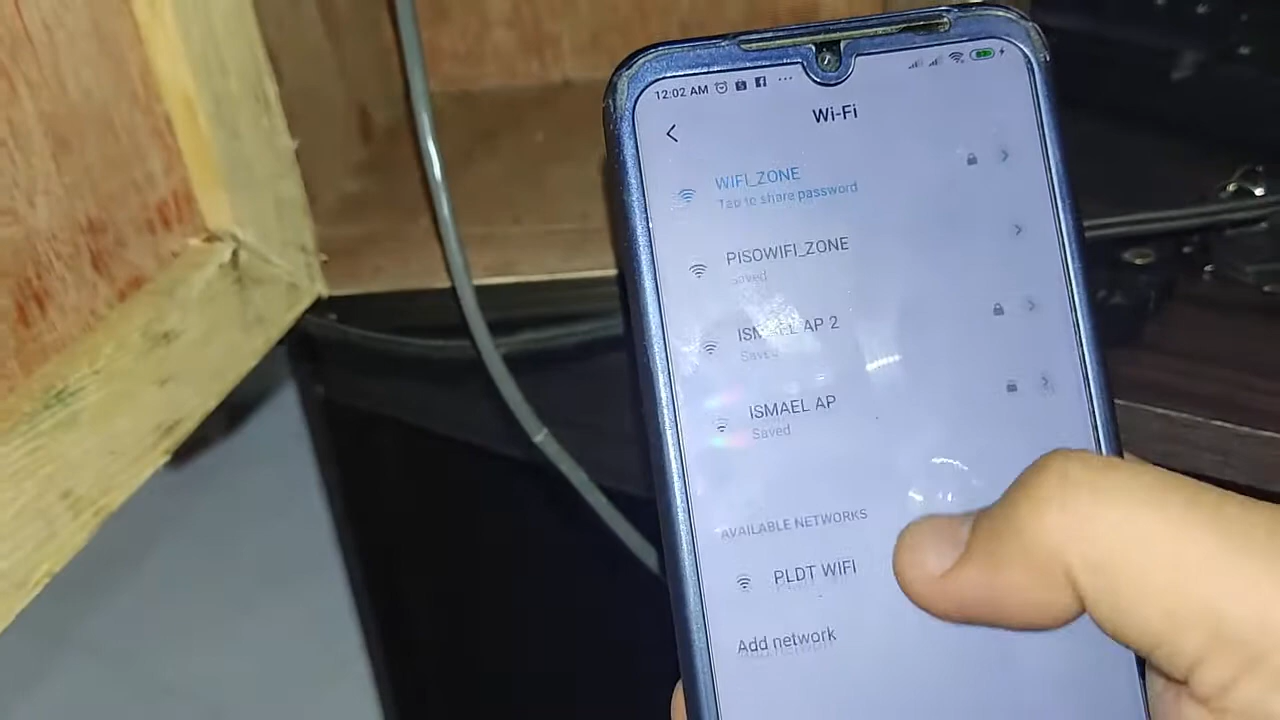 12:02 AM
Wi-Fi
WIFI_ZONE
Tap to share password
PISOWIFI_ZONE
Saved
ISMAEL AP 2
Saved
ISMAEL AP
Saved
AVAILABLE NETWORKS
PLDT WIFI
Add network